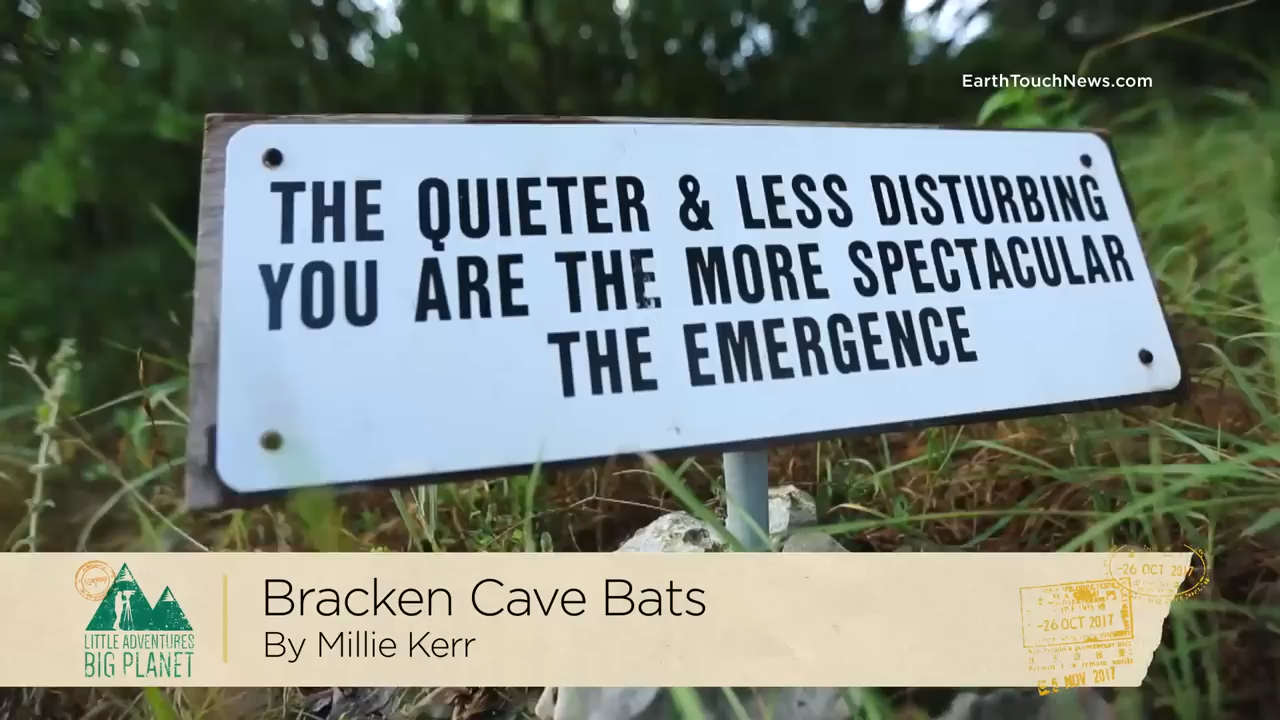 EarthTouchNews.com
THE QUIETER & LESS DISTURBING
YOU ARE THE MORE SPECTACULAR
THE EMERGENCE
Bracken Cave Bats
By Millie Kerr
LITTLE ADVENTURES
BIG PLANET
-26 OCT 2017
-26 OCT 2017
5 NOV 2017